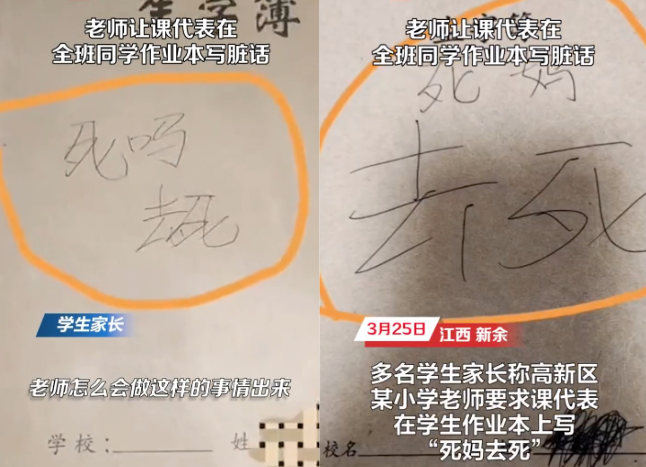 生字簿
老师让课代表在
全班同学作业本写脏话
死吗
去死
学生家长
老师怎么会做这样的事情出来
学校：
姓
老师让课代表在
全班同学作业本写脏话
死妈
去死
3月25日
江西 新余
多名学生家长称高新区
某小学老师要求课代表
在学生作业本上写
“死妈去死”
校名